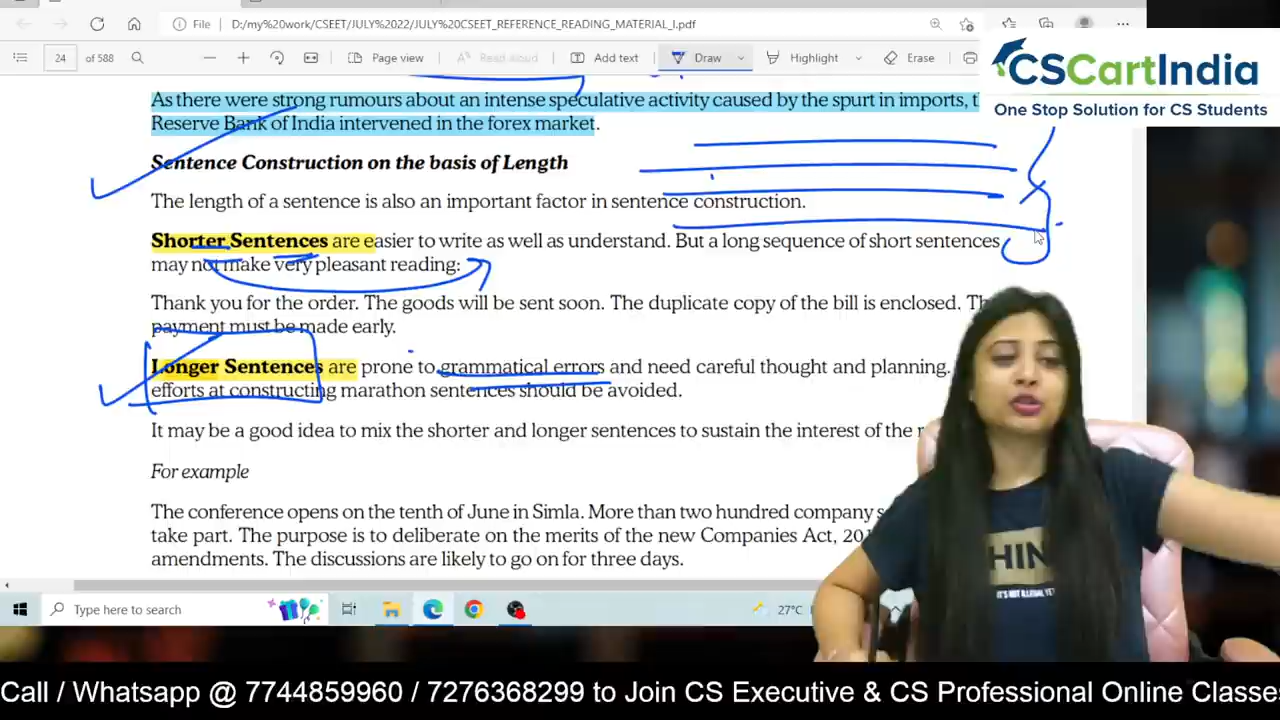 File
D:/my%20work/CSEET/JULY%2022/JULY%20CSEET_REFERENCE_READING_MATERIAL_I.pdf
24 of 588
Page view
Read aloud
Add text
Draw
Highlight
Erase
CSCartIndia
One Stop Solution for CS Students
As there were strong rumours about an intense speculative activity caused by the spurt in imports,
Reserve Bank of India intervened in the forex market.
Sentence Construction on the basis of Length
The length of a sentence is also an important factor in sentence construction.
Shorter Sentences are easier to write as well as understand. But a long sequence of short sentences
may not make very pleasant reading:
Thank you for the order. The goods will be sent soon. The duplicate copy of the bill is enclosed.
payment must be made early.
Longer Sentences are prone to grammatical errors and need careful thought and planning.
efforts at constructing marathon sentences should be avoided.
It may be a good idea to mix the shorter and longer sentences to sustain the interest of the
For example
The conference opens on the tenth of June in Simla. More than two hundred company
take part. The purpose is to deliberate on the merits of the new Companies Act,
amendments. The discussions are likely to go on for three days.
Type here to search
27°C
Call / Whatsapp @ 7744859960 / 7276368299 to Join CS Executive & CS Professional Online Classes